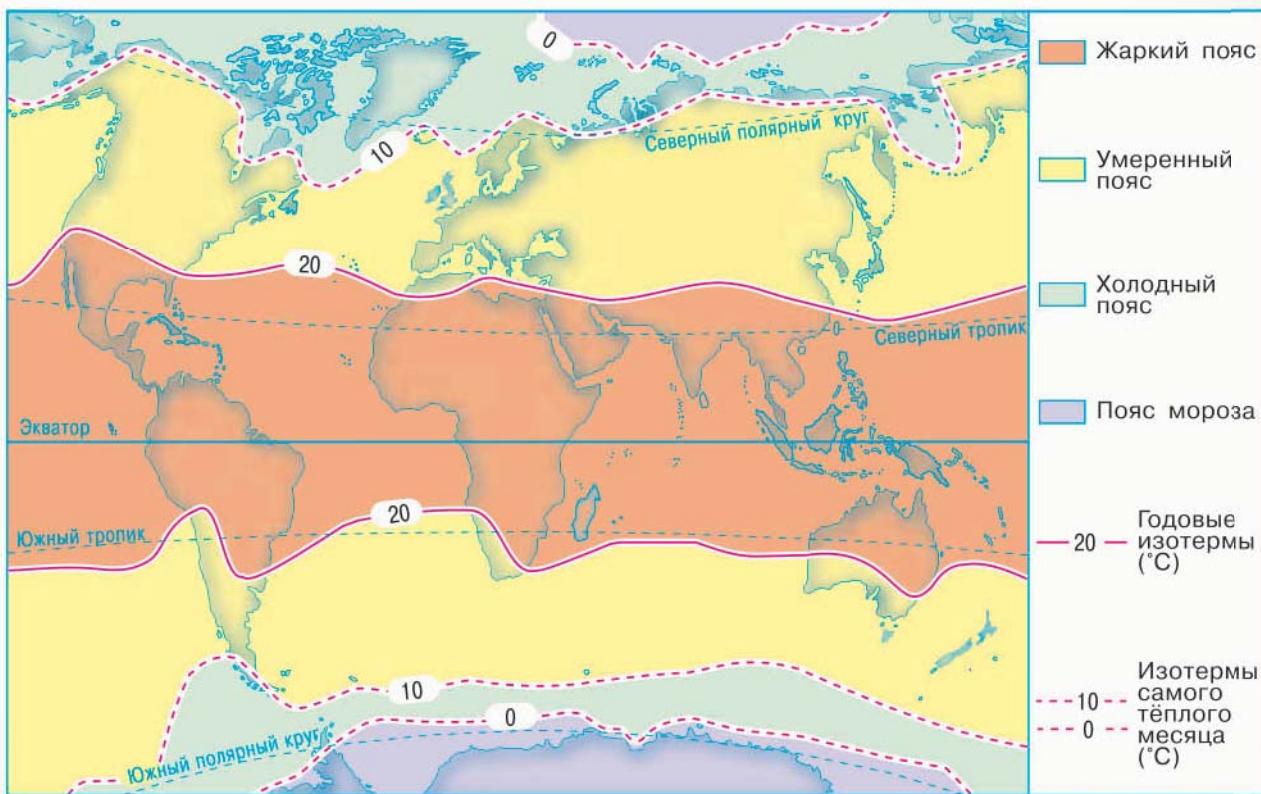 0
10
Северный полярный круг
20
Северный тропик
Экватор
20
Южный тропик
10
0
Южный полярный круг
Жаркий пояс
Умеренный
пояс
Холодный
пояс
Пояс мороза
20
Годовые
изотермы
(°C)
10
0
Изотермы
самого
тёплого
месяца
(°C)